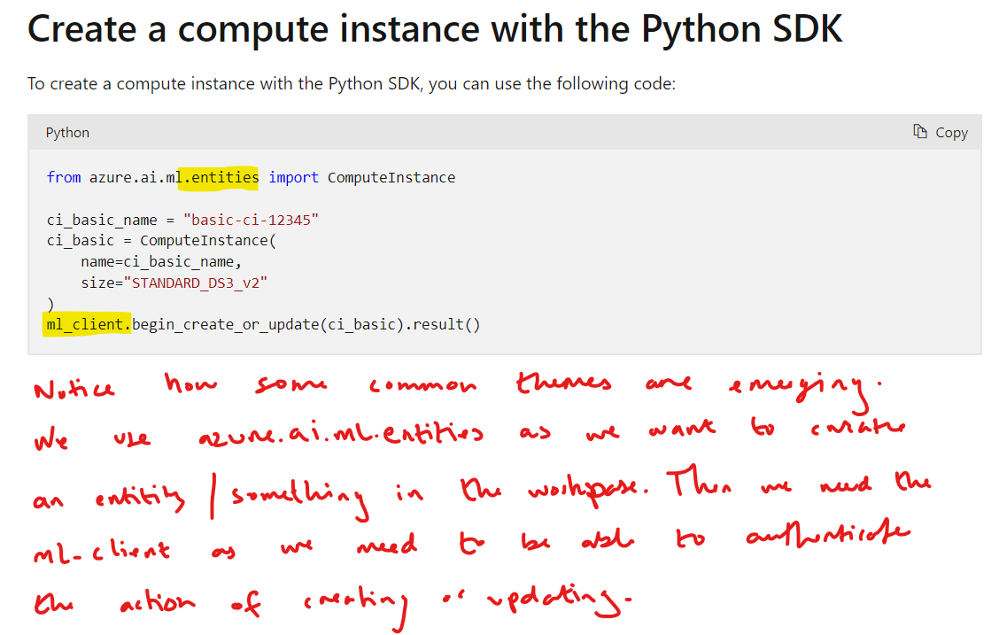 Create a compute instance with the Python SDK
To create a compute instance with the Python SDK, you can use the following code:
Python Copy
from azure.ai.ml.entities import ComputeInstance
ci_basic_name = "basic-ci-12345"
ci_basic = ComputeInstance(
    name=ci_basic_name,
    size="STANDARD_DS3_v2"
)
ml_client.begin_create_or_update(ci_basic).result()
Notice how some common themes are emerging.
We use azure.ai.ml.entities as we want to create
an entitity | something in the workpase. Then we need the
ml-client as we need to be able to authenticate
the action of creating or updating.